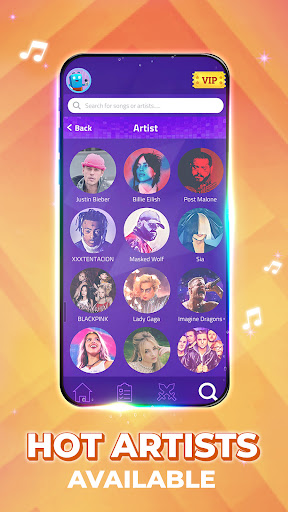 VIP
Search for songs or artists....
< Back
Artist
Justin Bieber
Billie Eilish
Post Malone
XXXTENTACION
Masked Wolf
Sia
BLACKPINK
Lady Gaga
Imagine Dragons
HOT ARTISTS
AVAILABLE